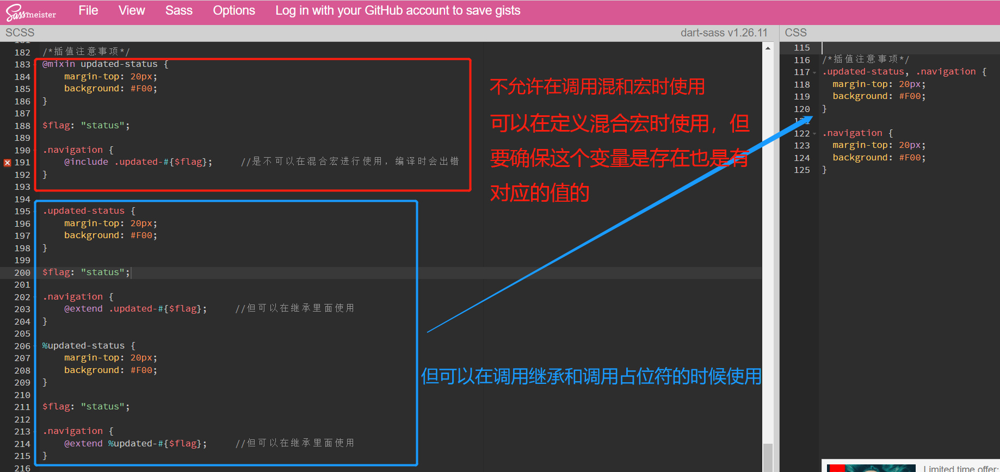 Sassmeister File View Sass Options Log in with your GitHub account to save gists
SCSS dart-sass v1.26.11 CSS
182 /*插值注意事项*/
183 @mixin updated-status {
184 margin-top: 20px;
185 background: #F00;
186 }
187
188 $flag: "status";
189
190 .navigation {
191 @include .updated-#{$flag}; //是不可以在混合宏进行使用，编译时会出错
192 }
193
194
195 .updated-status {
196 margin-top: 20px;
197 background: #F00;
198 }
199
200 $flag: "status";
201
202 .navigation {
203 @extend .updated-#{$flag}; //但可以在继承里面使用
204 }
205
206 %updated-status {
207 margin-top: 20px;
208 background: #F00;
209 }
210
211 $flag: "status";
212
213 .navigation {
214 @extend %updated-#{$flag}; //但可以在继承里面使用
215 }
216
不允许在调用混和宏时使用
可以在定义混合宏时使用，但
要确保这个变量是存在也是有
对应的值的
但可以在调用继承和调用占位符的时候使用
115
116 /*插值注意事项*/
117 .updated-status, .navigation {
118 margin-top: 20px;
119 background: #F00;
120 }
121
122 .navigation {
123 margin-top: 20px;
124 background: #F00;
125 }
Limited time offer: